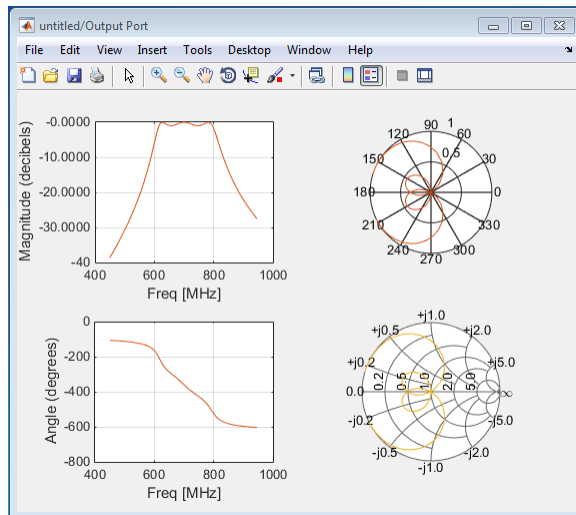 untitled/Output Port
File Edit View Insert Tools Desktop Window Help
-0.0000
-10.0000
-20.0000
-30.0000
-40
400 600 800 1000
Freq [MHz]
Magnitude (decibels)
90 1
120 60
0.5
150 30
180 0
210 330
240 300
270
0
-200
-400
-600
-800
400 600 800 1000
Freq [MHz]
Angle (degrees)
+j1.0
+j0.5 +j2.0
+j0.2 +j5.0
0.0 0.2 0.5 1.0 2.0 5.0 ∞
-j0.2 -j5.0
-j0.5 -j2.0
-j1.0